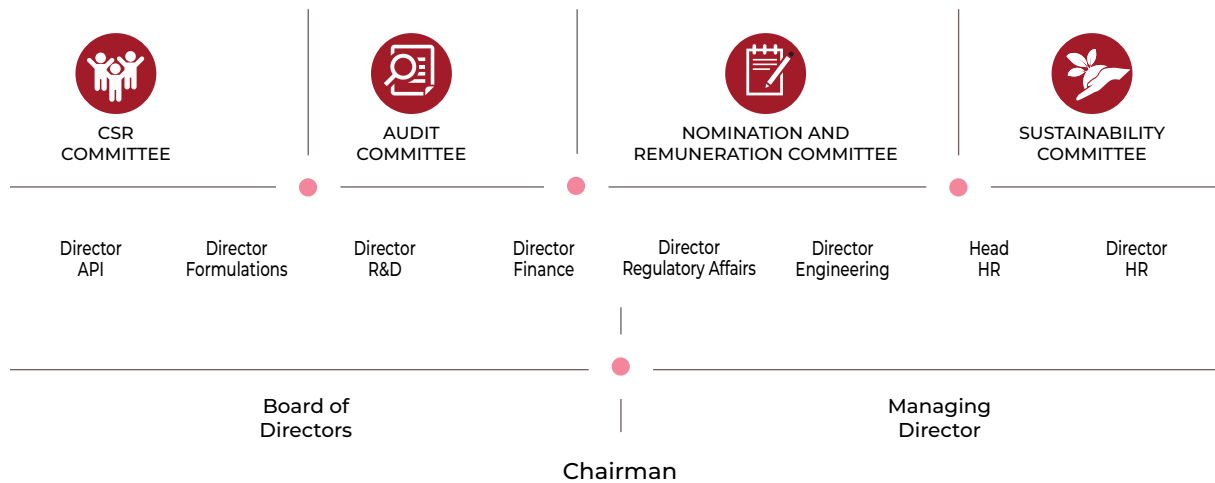 CSR
COMMITTEE
AUDIT
COMMITTEE
NOMINATION AND
REMUNERATION COMMITTEE
SUSTAINABILITY
COMMITTEE
Director
API
Director
Formulations
Director
R&D
Director
Finance
Director
Regulatory Affairs
Director
Engineering
Head
HR
Director
HR
Board of
Directors
Managing
Director
Chairman